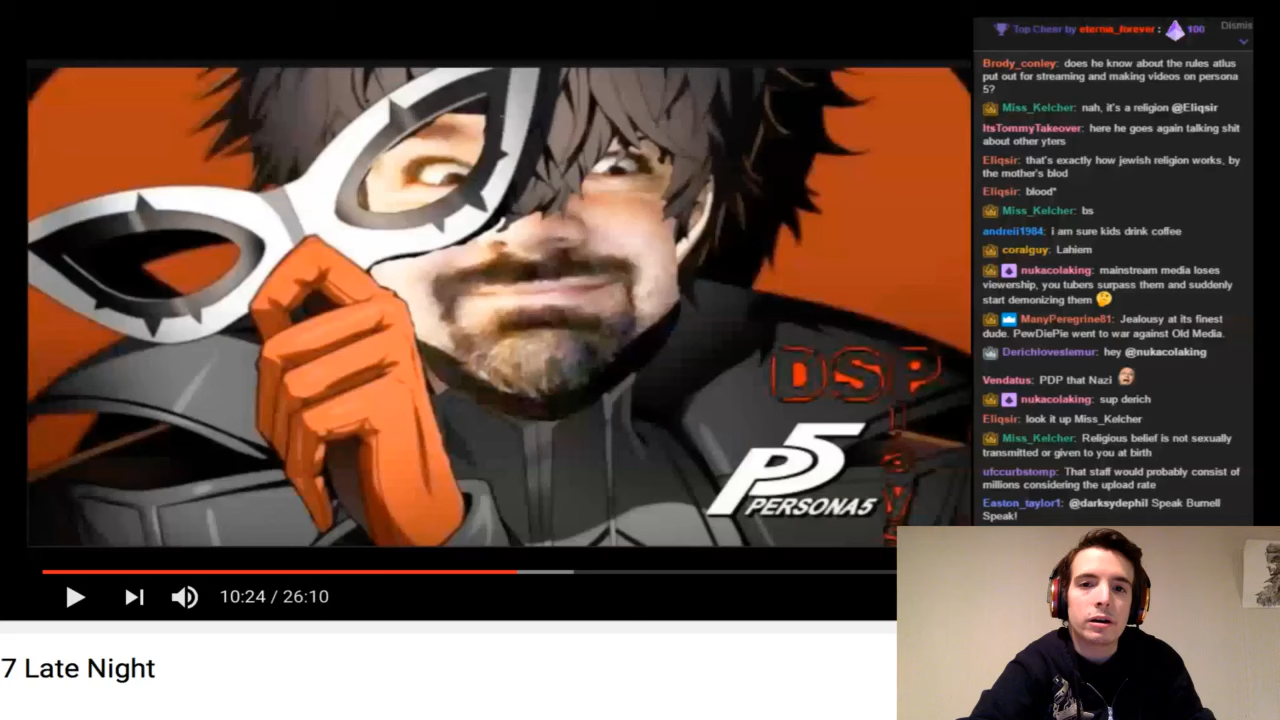 Top Cheer by eternia_forever : 100
Dismis
Brody_conley: does he know about the rules atlus
put out for streaming and making videos on persona
5?
Miss_Kelcher: nah, it's a religion @Eliqsir
ItsTommyTakeover: here he goes again talking shit
about other yters
Eliqsir: that's exactly how jewish religion works, by
the mother's blod
Eliqsir: blood*
Miss_Kelcher: bs
andreii1984: i am sure kids drink coffee
coralguy: Lahiem
nukacolaking: mainstream media loses
viewership, you tubers surpass them and suddenly
start demonizing them
ManyPeregrine81: Jealousy at its finest
dude. PewDiePie went to war against Old Media.
Derichioveslemur: hey @nukacolaking
Vendatus: PDP that Nazi
nukacolaking: sup derich
Eliqsir: look it up Miss_Kelcher
Miss_Kelcher: Religious belief is not sexually
transmitted or given to you at birth
ufccurbstomp: That staff would probably consist of
millions considering the upload rate
Easton_taylor1: @darksydephil Speak Burnell
Speak!
DSP
P5
PERSONA5
10:24 / 26:10
7 Late Night